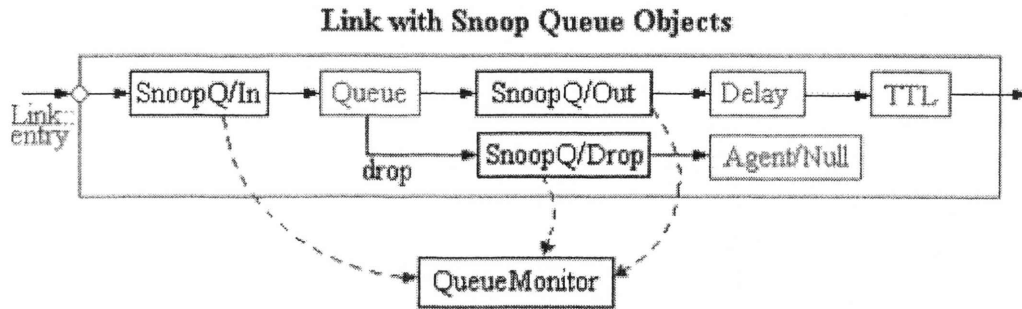 Link with Snoop Queue Objects
SnoopQ/In
Queue
SnoopQ/Out
Delay
TTL
Link::
entry
drop
SnoopQ/Drop
Agent/Null
QueueMonitor